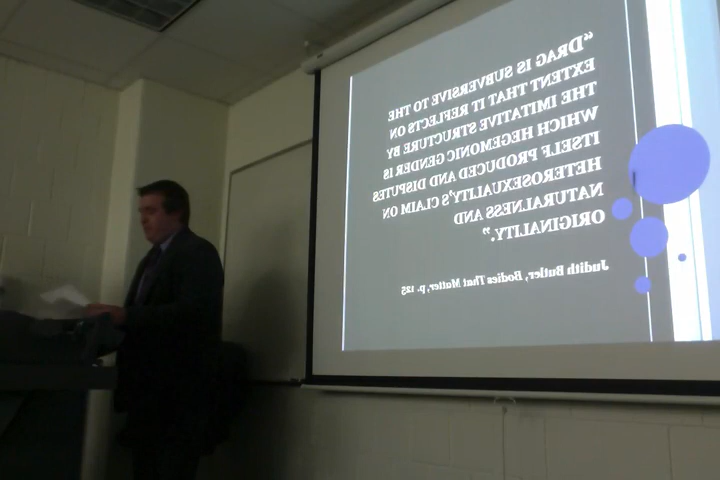 “DRAG IS SUBVERSIVE TO THE
EXTENT THAT IT REFLECTS ON
THE IMITATIVE STRUCTURE BY
WHICH HEGEMONIC GENDER IS
ITSELF PRODUCED AND DISPUTES
HETEROSEXUALITY’S CLAIM ON
NATURALNESS AND
ORIGINALITY.”
Judith Butler, Bodies That Matter, p. 125